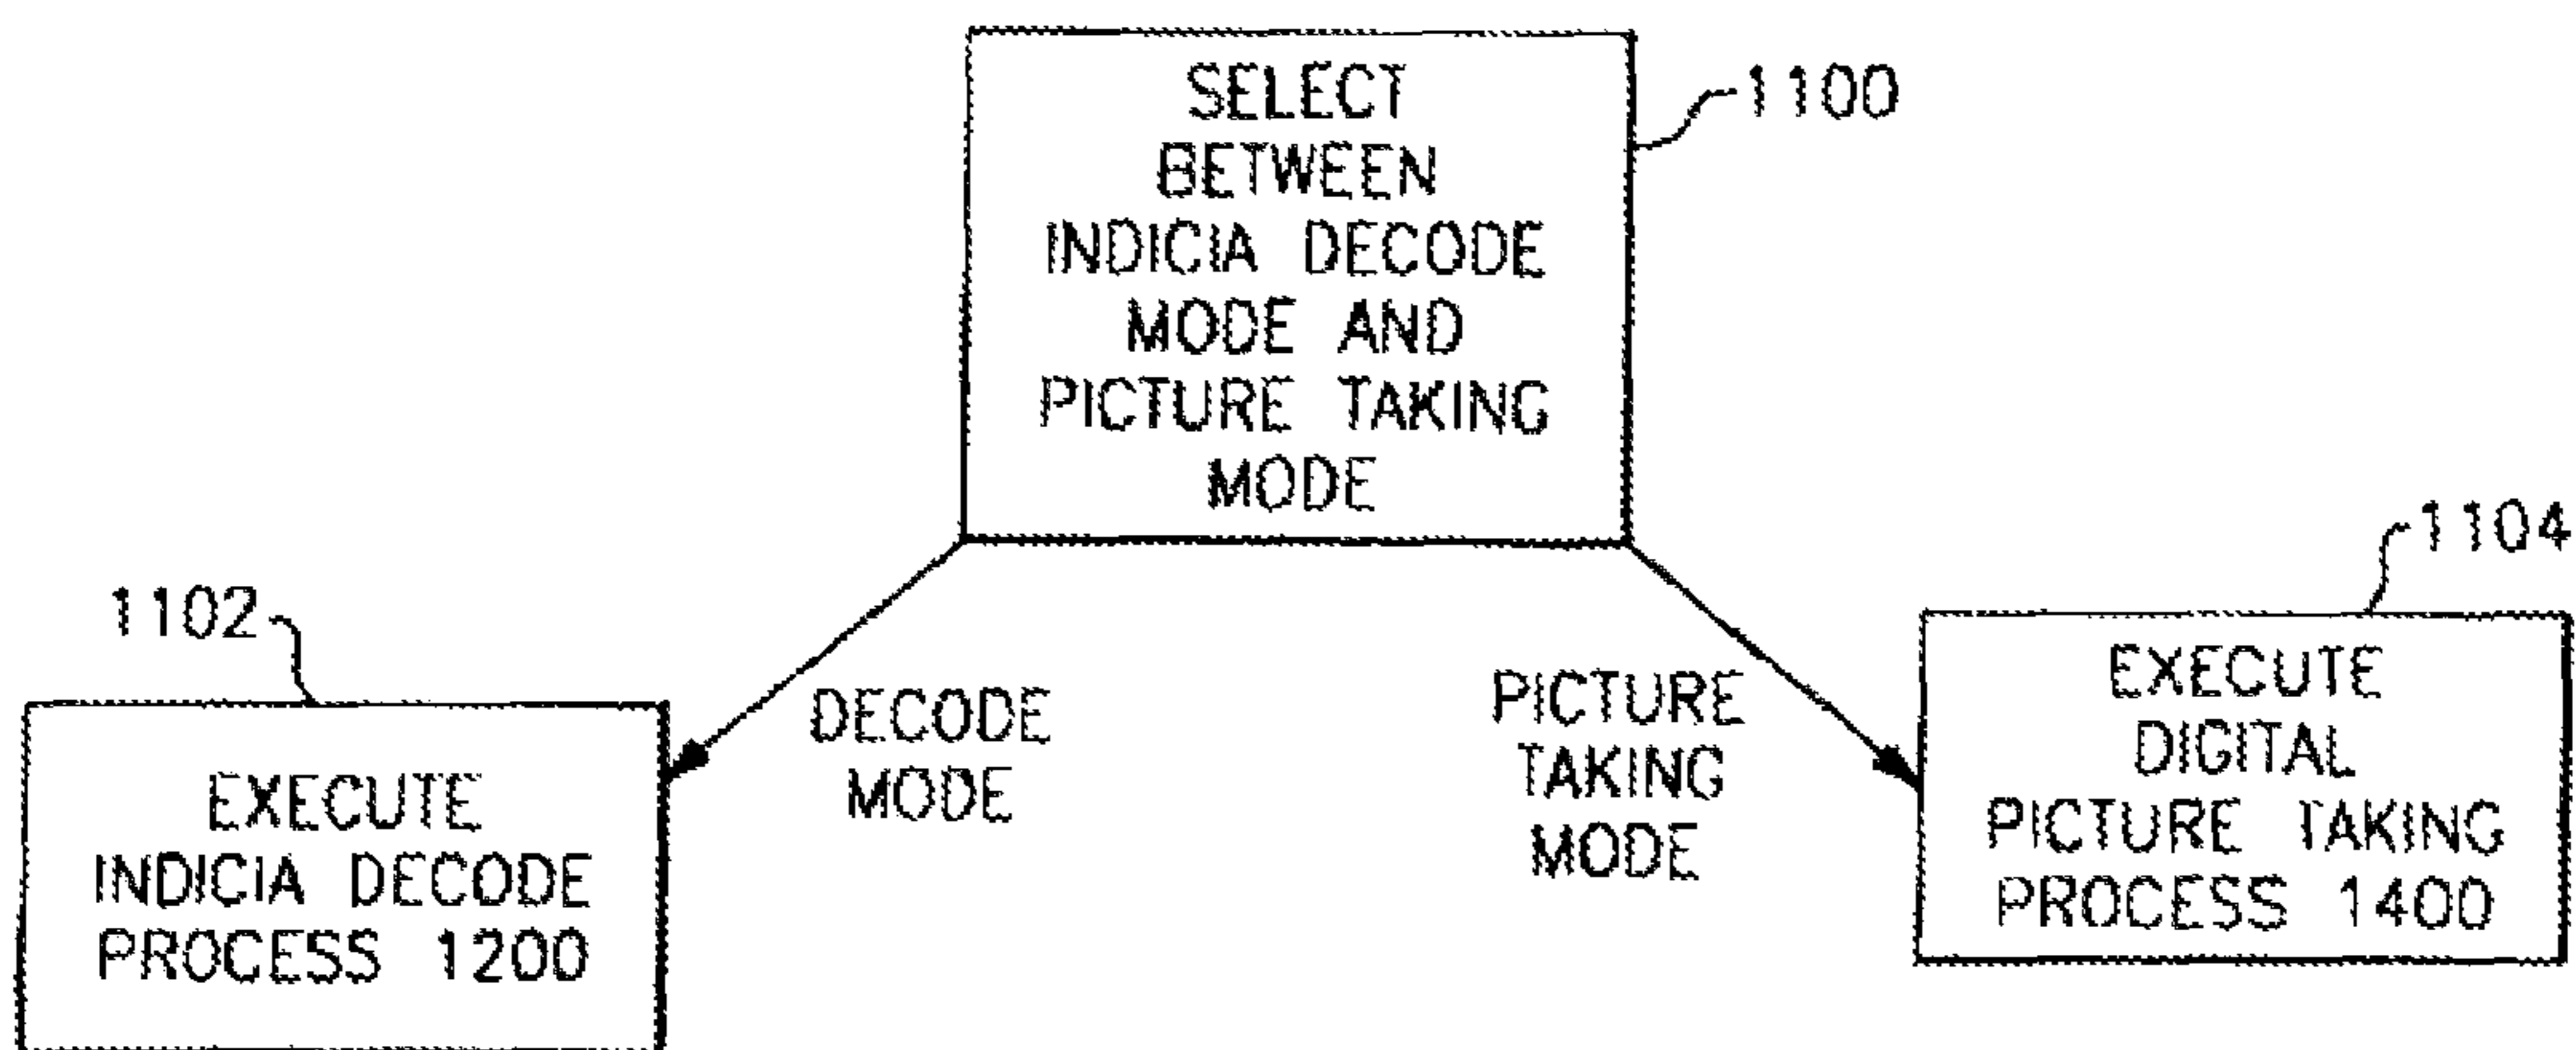 SELECT
BETWEEN
INDICIA DECODE
MODE AND
PICTURE TAKING
MODE
1100
1102
EXECUTE
INDICIA DECODE
PROCESS 1200
DECODE
MODE
PICTURE
TAKING
MODE
1104
EXECUTE
DIGITAL
PICTURE TAKING
PROCESS 1400